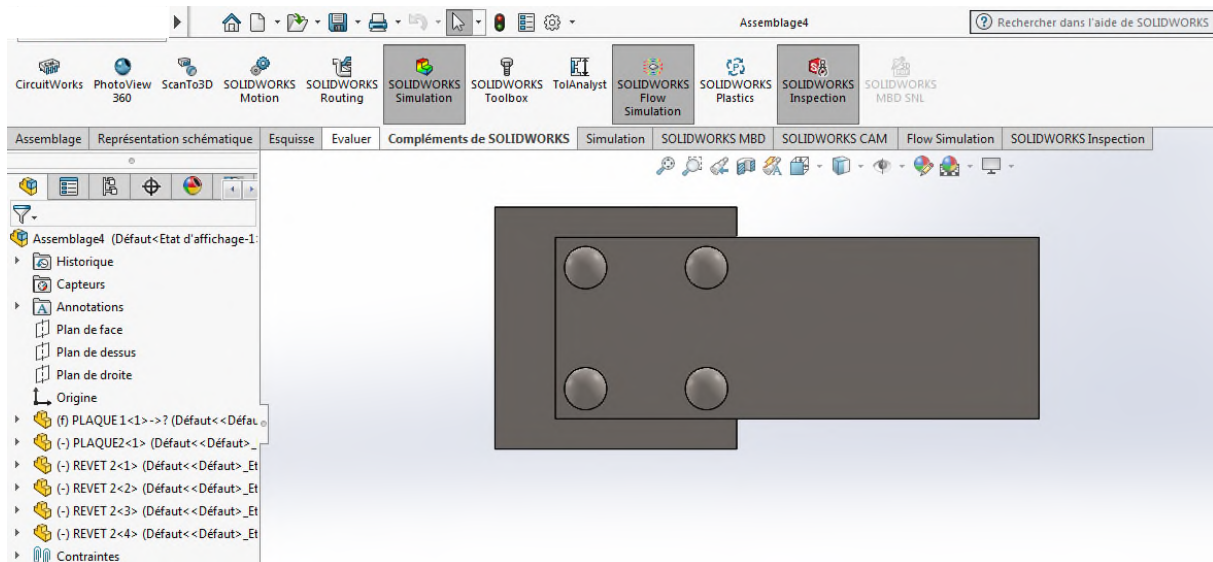 Assemblage4
Rechercher dans l'aide de SOLIDWORKS
CircuitWorks
PhotoView 360
ScanTo3D
SOLIDWORKS Motion
SOLIDWORKS Routing
SOLIDWORKS Simulation
SOLIDWORKS Toolbox
TolAnalyst
SOLIDWORKS Flow Simulation
SOLIDWORKS Plastics
SOLIDWORKS Inspection
SOLIDWORKS MBD SNL
Assemblage Représentation schématique Esquisse Evaluer Compléments de SOLIDWORKS Simulation SOLIDWORKS MBD SOLIDWORKS CAM Flow Simulation SOLIDWORKS Inspection
Assemblage4 (Défaut<Etat d'affichage-1
Historique
Capteurs
A Annotations
Plan de face
Plan de dessus
Plan de droite
Origine
(f) PLAQUE 1<1>->? (Défaut<<Défau
(-) PLAQUE2<1> (Défaut<<Défaut>_
(-) REVET 2<1> (Défaut<<Défaut>_Et
(-) REVET 2<2> (Défaut<<Défaut>_Et
(-) REVET 2<3> (Défaut<<Défaut>_Et
(-) REVET 2<4> (Défaut<<Défaut>_Et
Contraintes